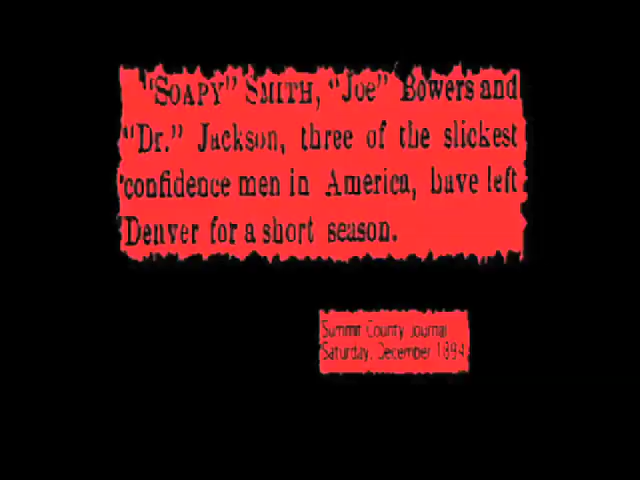 "SOAPY" SMITH, "Joe" Bowers and
"Dr." Jackson, three of the slickest
confidence men in America, have left
Denver for a short season.
Summit County Journal
Saturday, December 1894